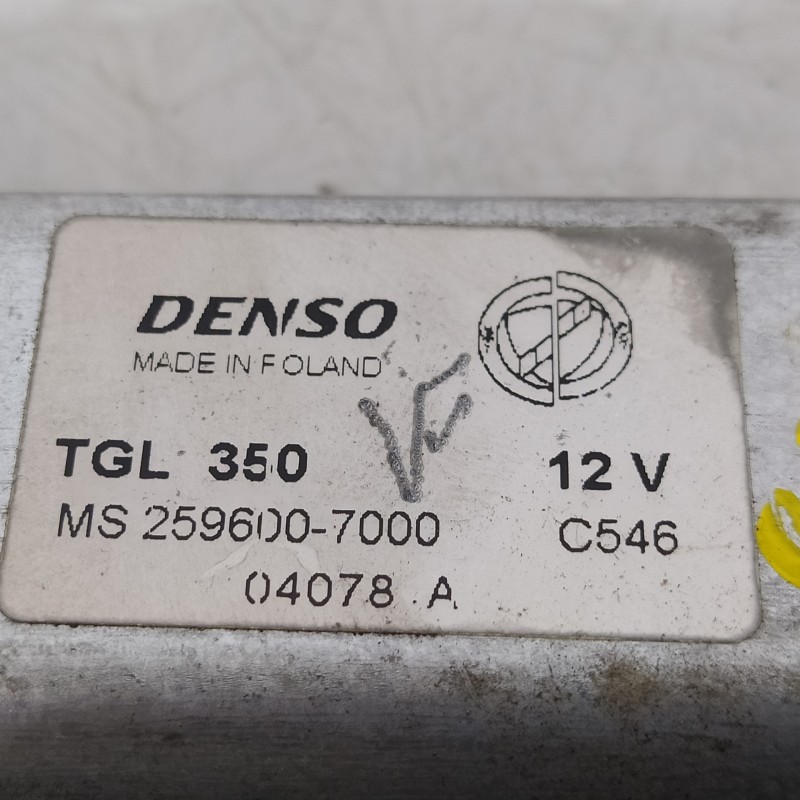 DENSO
MADE IN POLAND
TGL 350 12 V
MS 259600-7000 C546
04078 A